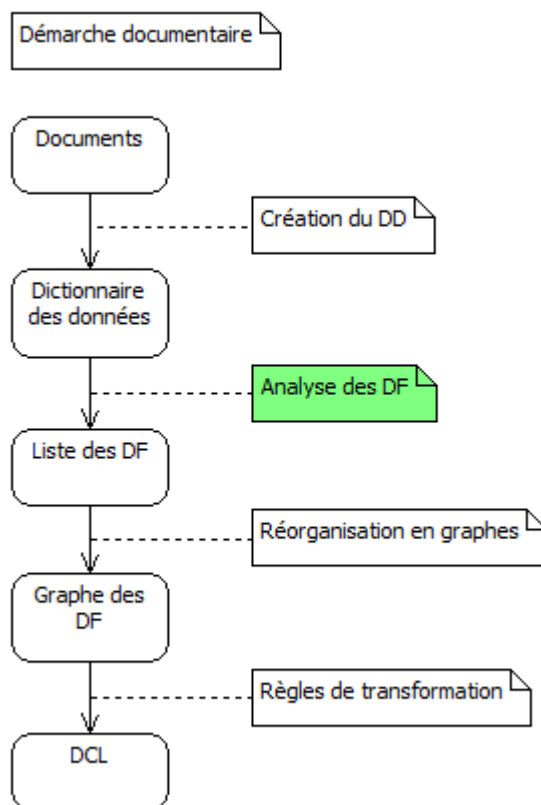 Démarche documentaire
Documents
Création du DD
Dictionnaire
des données
Analyse des DF
Liste des DF
Réorganisation en graphes
Graphe des
DF
Règles de transformation
DCL